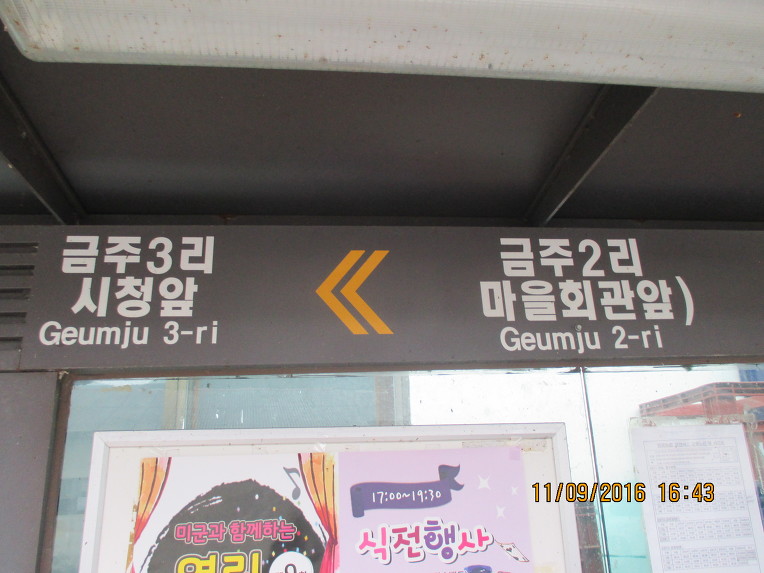 금주3리
시청앞
Geumju 3-ri
금주2리
마을회관앞)
Geumju 2-ri
미군과 함께하는
열린
17:00~19:30
식전행사
11/09/2016 16:43